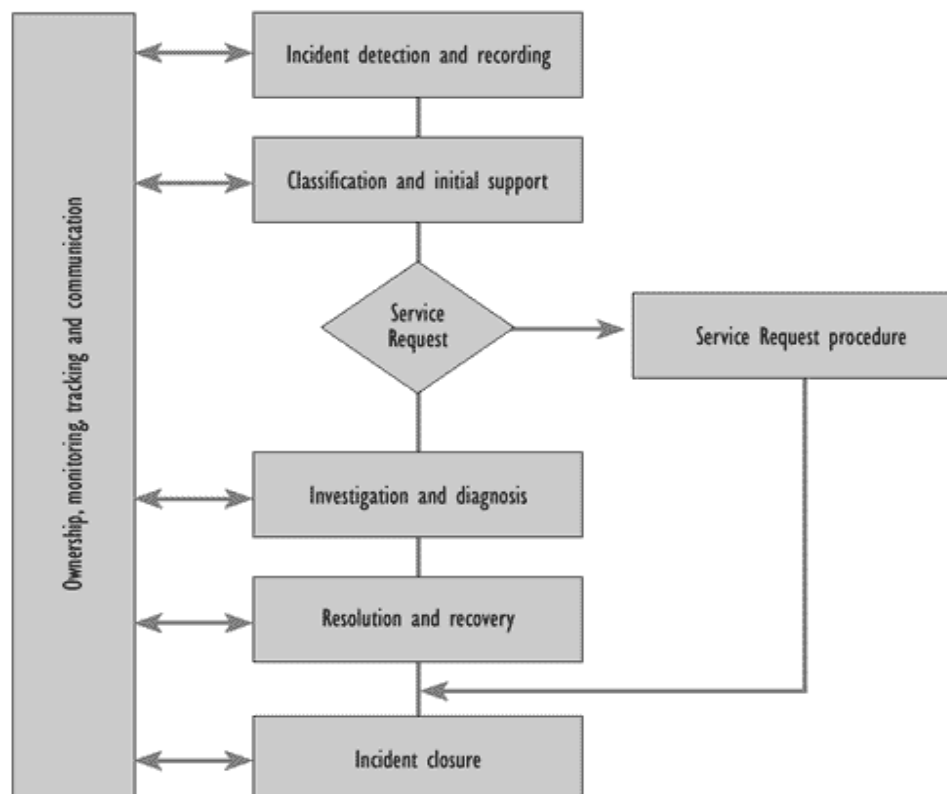 Ownership, monitoring, tracking and communication
Incident detection and recording
Classification and initial support
Service
Request
Service Request procedure
Investigation and diagnosis
Resolution and recovery
Incident closure